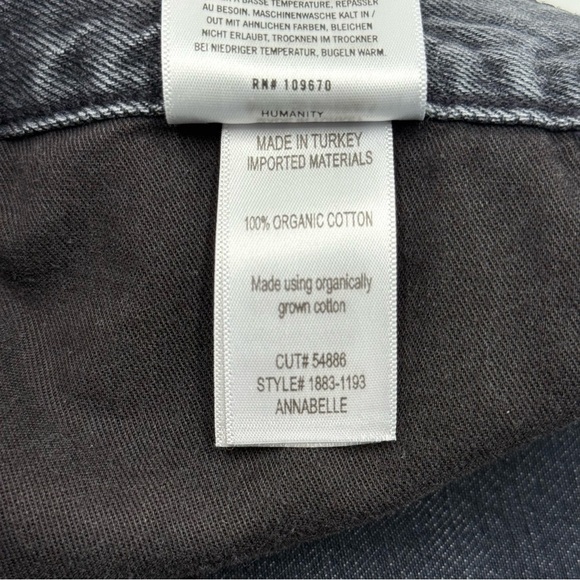 A BASSE TEMPERATURE, REPASSER
AU BESOIN, MASCHINENWASCHE KALT IN /
OUT MIT AHNLICHEN FARBEN, BLEICHEN
NICHT ERLAUBT, TROCKNEN IM TROCKNER
BEI NIEDRIGER TEMPERATUR, BUGELN WARM.
RN# 109670
HUMANITY
MADE IN TURKEY
IMPORTED MATERIALS
100% ORGANIC COTTON
Made using organically
grown cotton
CUT# 54886
STYLE# 1883-1193
ANNABELLE